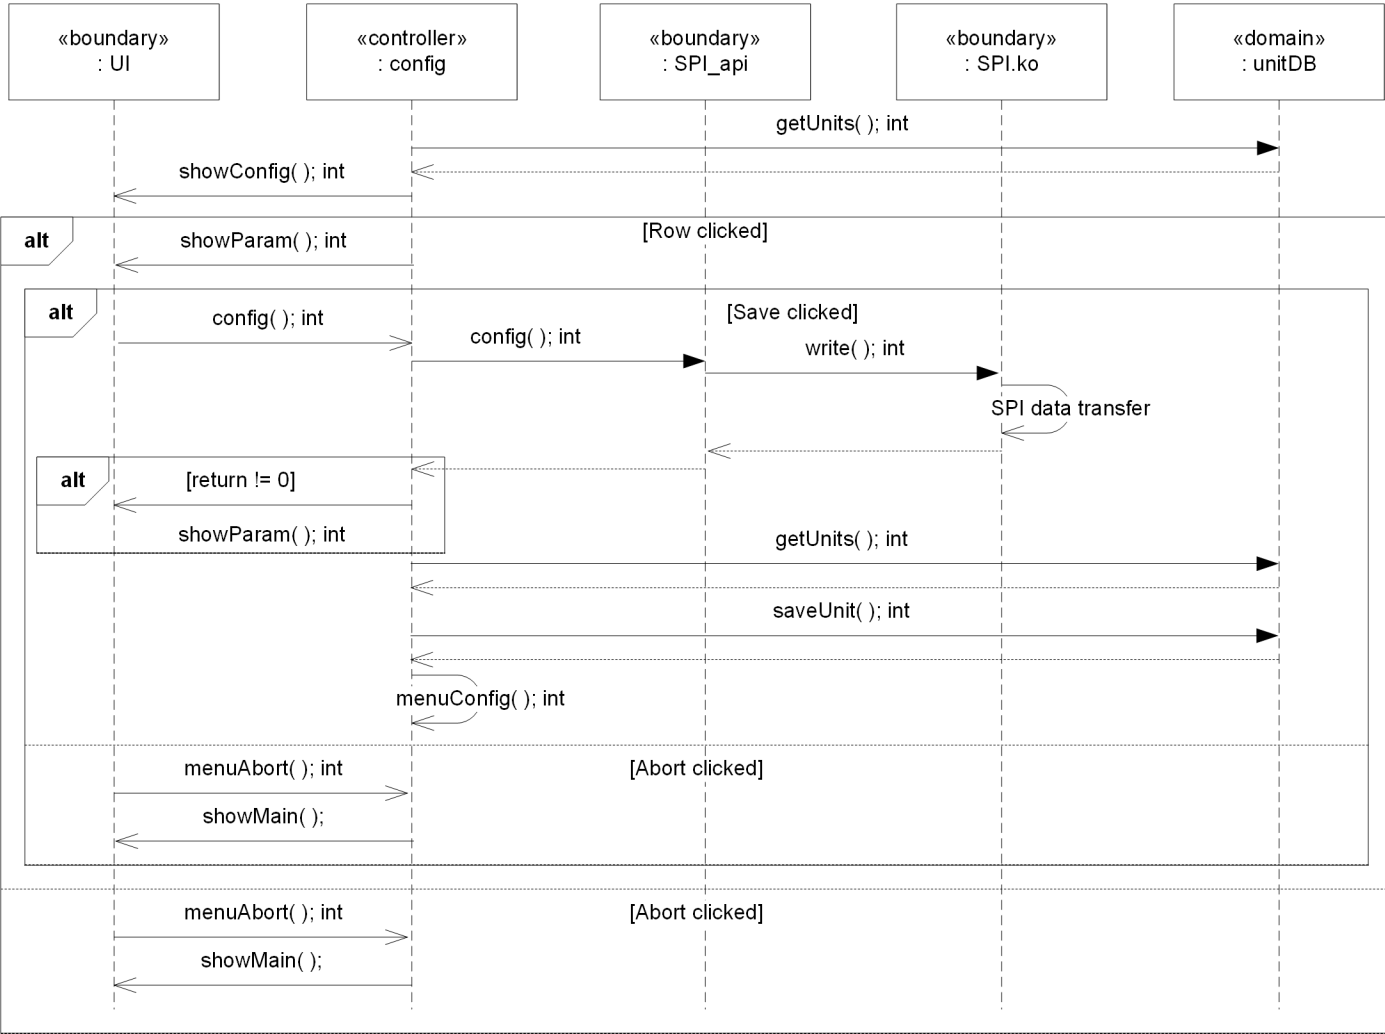 «boundary»
: UI
«controller»
: config
«boundary»
: SPI_api
«boundary»
: SPI.ko
«domain»
: unitDB
getUnits( ); int
showConfig( ); int
alt
[Row clicked]
showParam( ); int
alt
[Save clicked]
config( ); int
config( ); int
write( ); int
SPI data transfer
alt
[return != 0]
showParam( ); int
getUnits( ); int
saveUnit( ); int
menuConfig( ); int
menuAbort( ); int
[Abort clicked]
showMain( );
menuAbort( ); int
[Abort clicked]
showMain( );